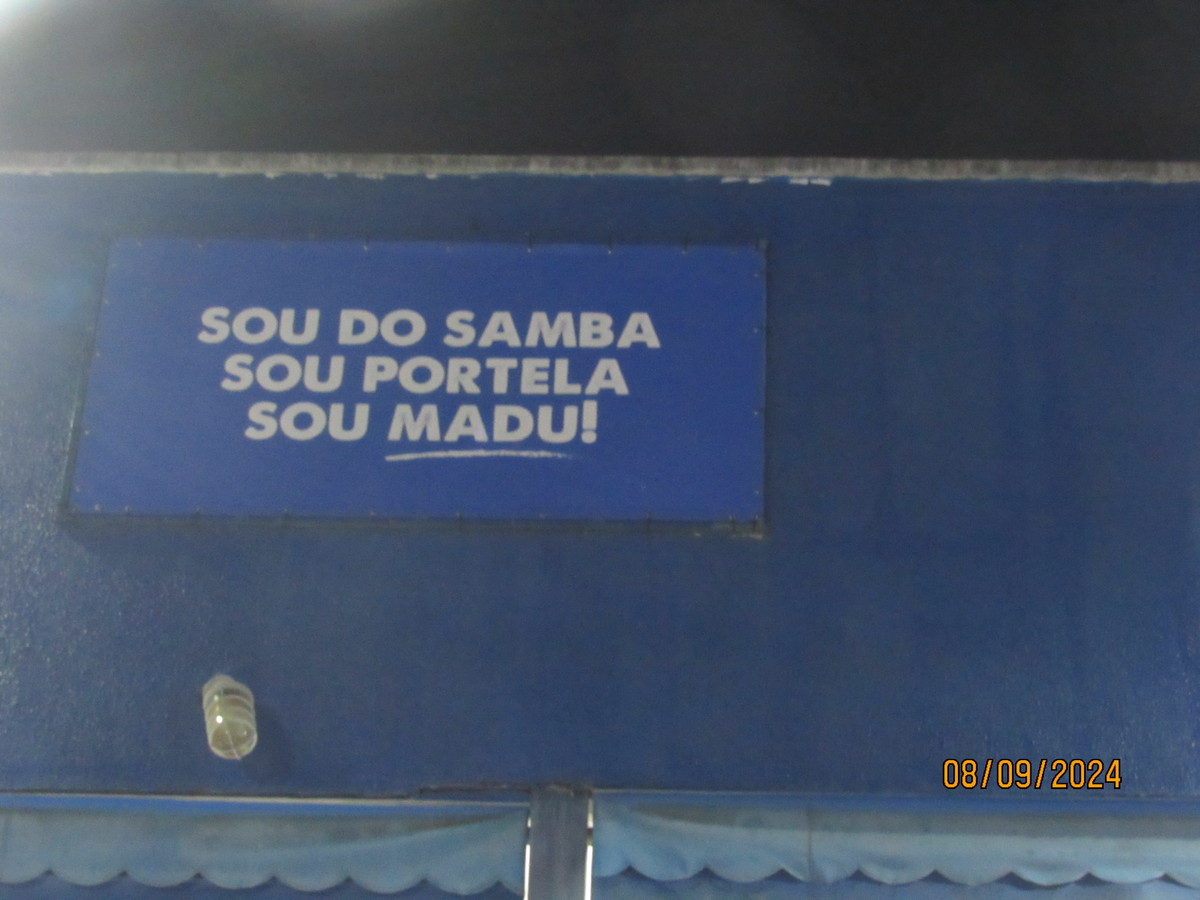 SOU DO SAMBA
SOU PORTELA
SOU MADU!
08/09/2024